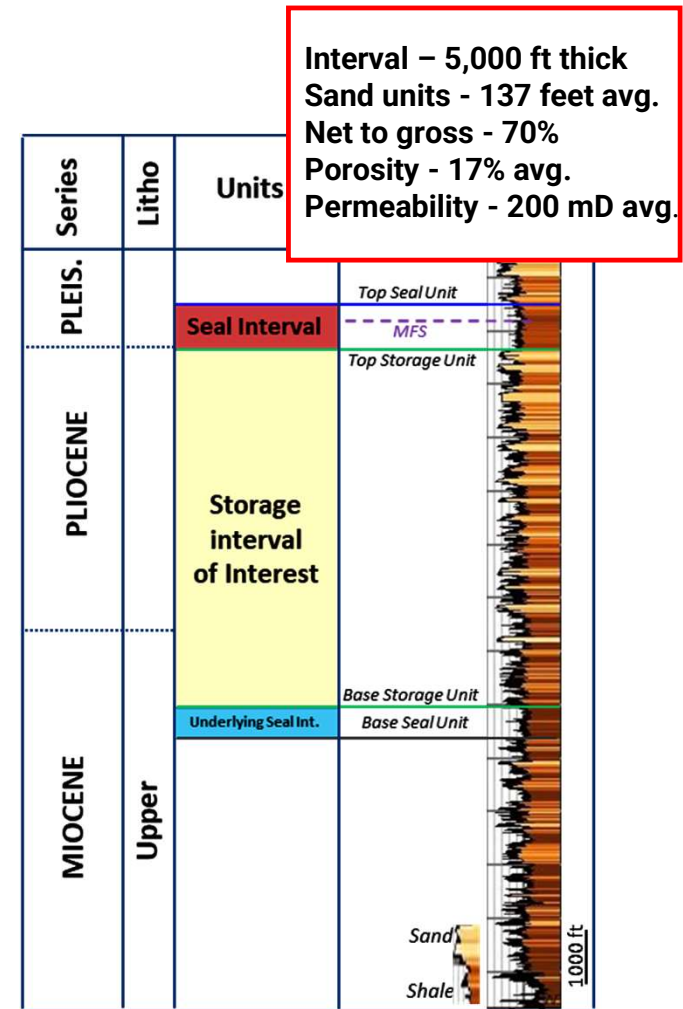 Interval – 5,000 ft thick
Sand units - 137 feet avg.
Net to gross - 70%
Porosity - 17% avg.
Permeability - 200 mD avg.
Series
Litho
Units
PLEIS.
PLIOCENE
MIOCENE
Upper
Seal Interval
Storage
interval
of Interest
Underlying Seal Int.
Top Seal Unit
MFS
Top Storage Unit
Base Storage Unit
Base Seal Unit
Sand
Shale
1000 ft